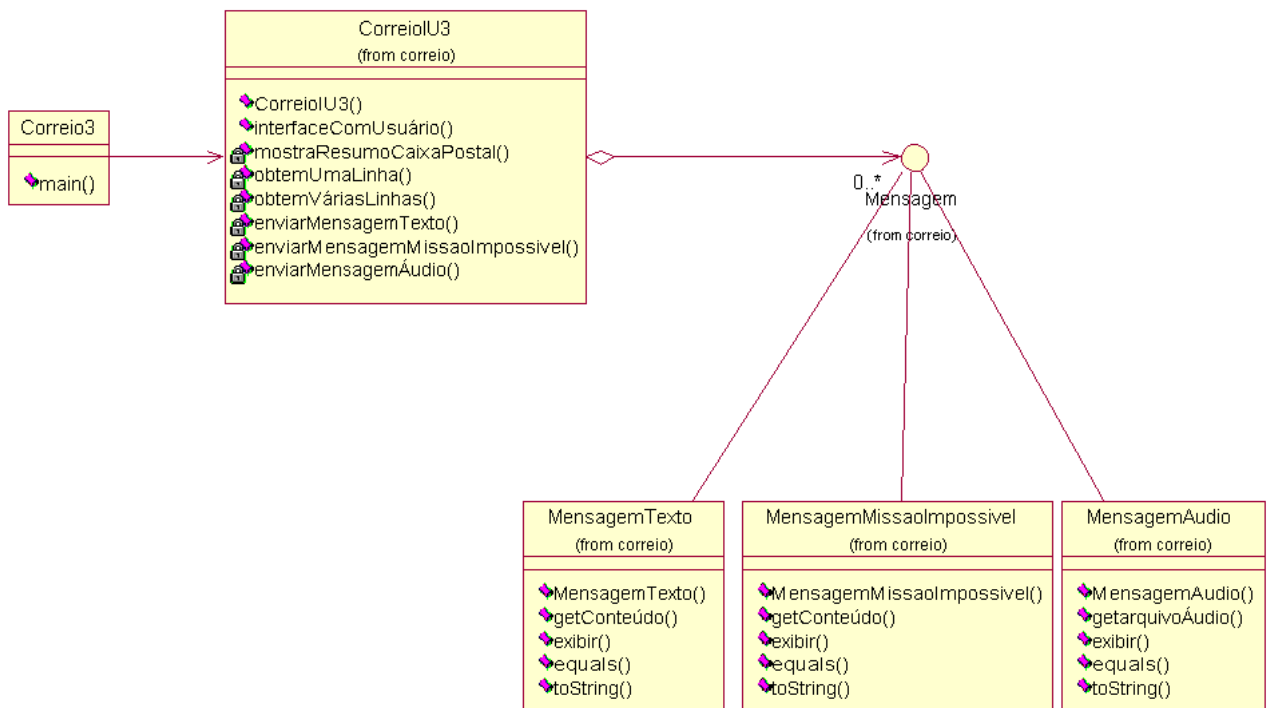 CorreioIU3
(from correio)
CorreioIU3()
interfaceComUsuário()
mostraResumoCaixaPostal()
obtemUmaLinha()
obtemVáriasLinhas()
enviarMensagemTexto()
enviarMensagemMissaoImpossivel()
enviarMensagemÁudio()
Correio3
main()
0..*
Mensagem
(from correio)
MensagemTexto
(from correio)
MensagemTexto()
getConteúdo()
exibir()
equals()
toString()
MensagemMissaoImpossivel
(from correio)
MensagemMissaoImpossivel()
getConteúdo()
exibir()
equals()
toString()
MensagemAudio
(from correio)
MensagemAudio()
getarquivoÁudio()
exibir()
equals()
toString()